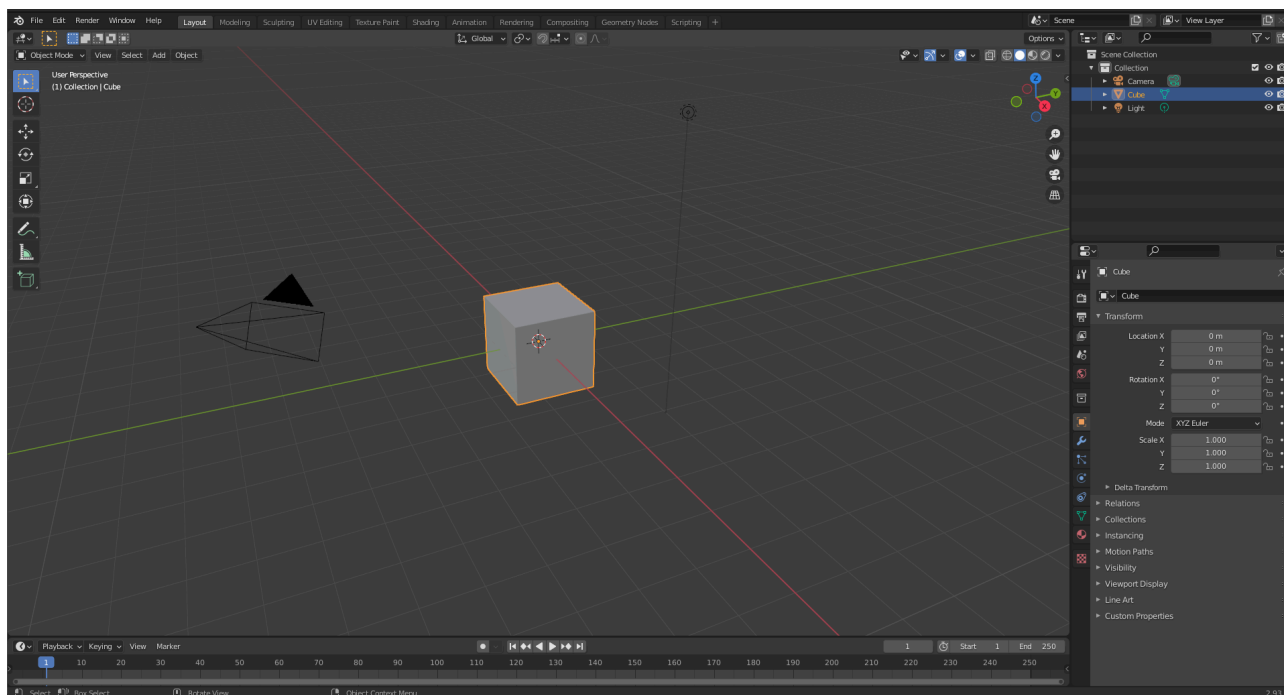 File Edit Render Window Help Layout Modeling Sculpting UV Editing Texture Paint Shading Animation Rendering Compositing Geometry Nodes Scripting + Scene View Layer
Global Options
Object Mode View Select Add Object
User Perspective
(1) Collection | Cube
Z
Y
X
Scene Collection
Collection
Camera
Cube
Light
Cube
Cube
Transform
Location X 0 m
Y 0 m
Z 0 m
Rotation X 0°
Y 0°
Z 0°
Mode XYZ Euler
Scale X 1.000
Y 1.000
Z 1.000
Delta Transform
Relations
Collections
Instancing
Motion Paths
Visibility
Viewport Display
Line Art
Custom Properties
Playback Keying View Marker 1 Start 1 End 250
1 10 20 30 40 50 60 70 80 90 100 110 120 130 140 150 160 170 180 190 200 210 220 230 240 250
Select Box Select Rotate View Object Context Menu 2.93